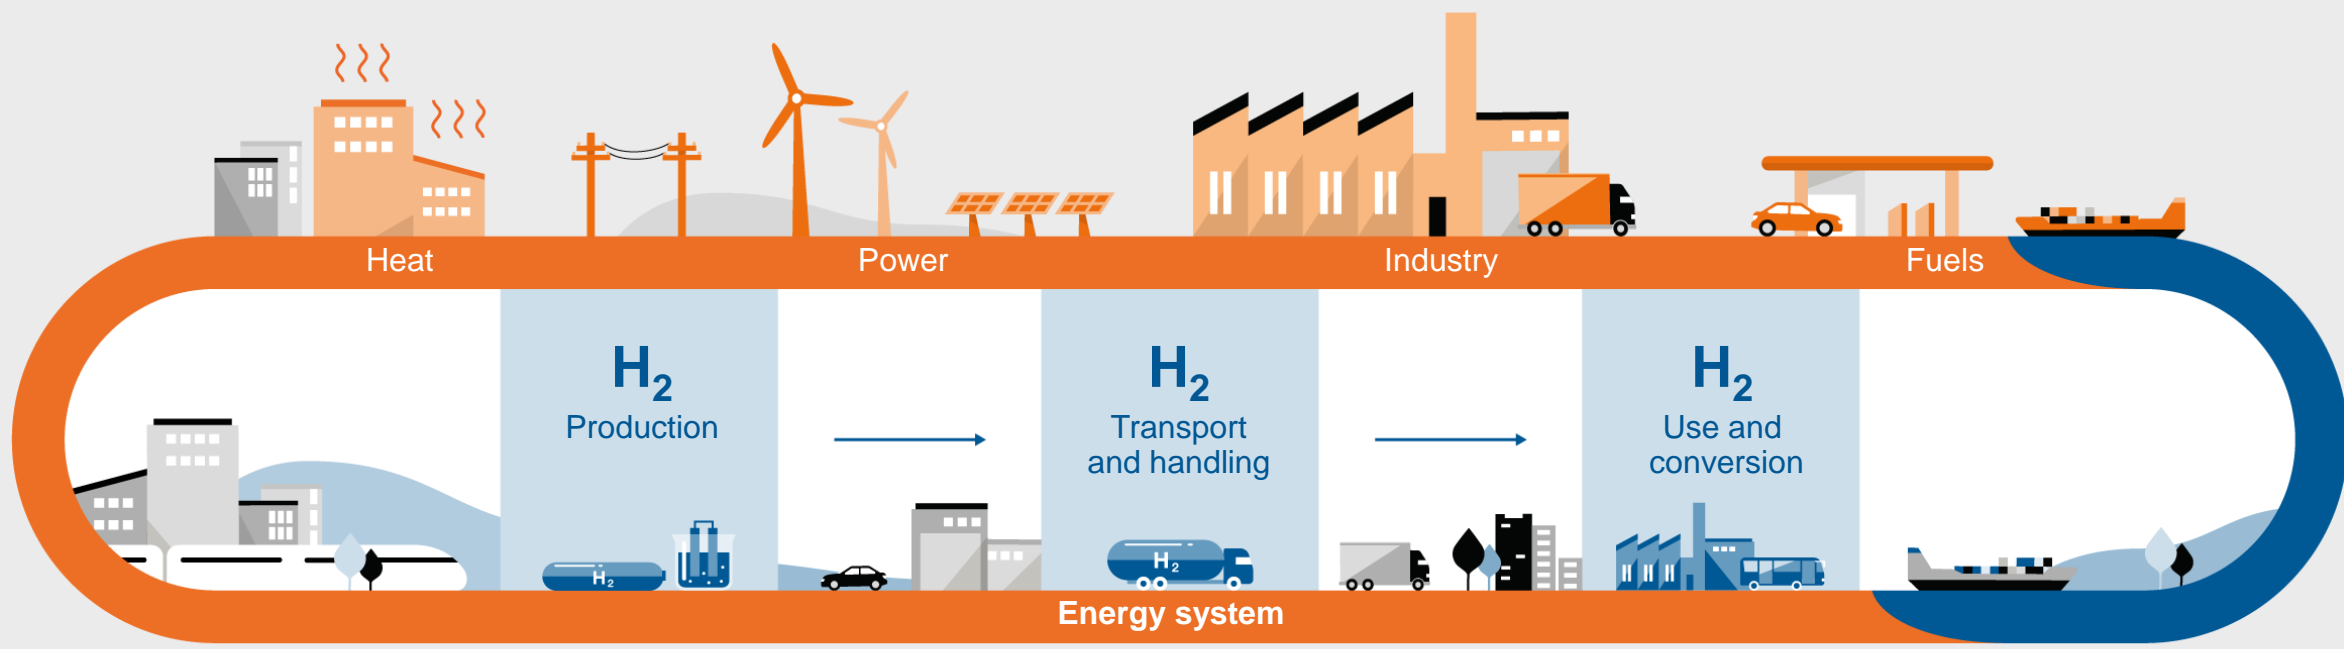 Heat
Power
Industry
Fuels
H₂
Production
H₂
Transport
and handling
H₂
Use and
conversion
H₂
H₂
Energy system